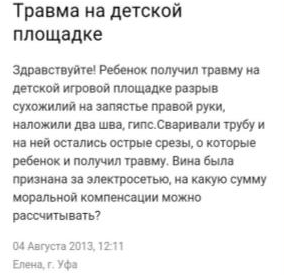 Травма на детской
площадке
Здравствуйте! Ребенок получил травму на
детской игровой площадке разрыв
сухожилий на запястье правой руки,
наложили два шва, гипс.Сваривали трубу и
на ней остались острые срезы, о которые
ребенок и получил травму. Вина была
признана за электросетью, на какую сумму
моральной компенсации можно
рассчитывать?
04 Августа 2013, 12:11
Елена, г. Уфа